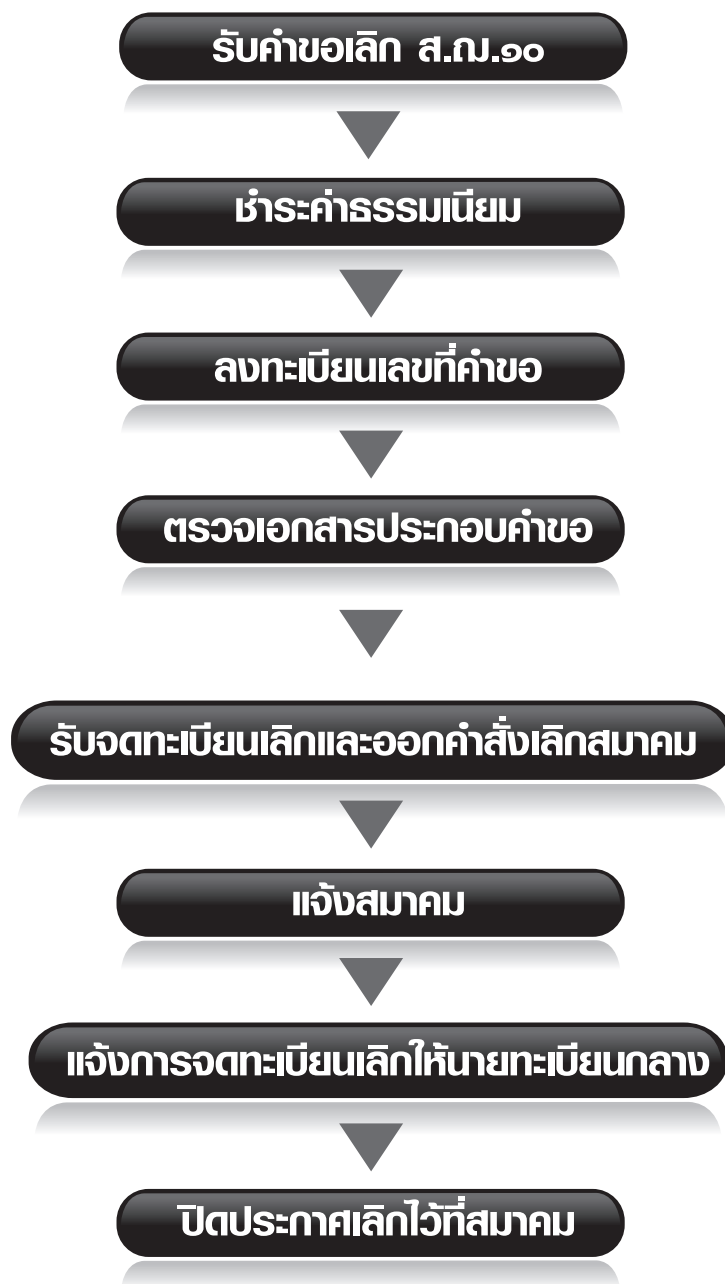 รับคำขอเลิก ส.ฌ.๑๐
ชำระค่าธรรมเนียม
ลงทะเบียนเลขที่คำขอ
ตรวจเอกสารประกอบคำขอ
รับจดทะเบียนเลิกและออกคำสั่งเลิกสมาคม
แจ้งสมาคม
แจ้งการจดทะเบียนเลิกให้นายทะเบียนกลาง
ปิดประกาศเลิกไว้ที่สมาคม